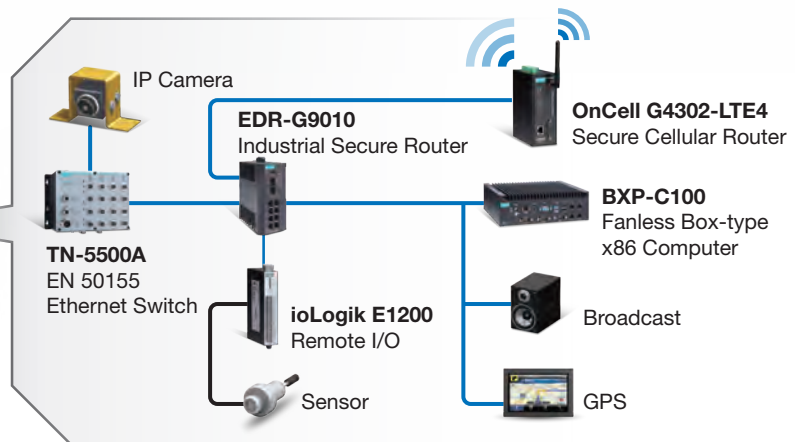 IP Camera
EDR-G9010
Industrial Secure Router
OnCell G4302-LTE4
Secure Cellular Router
TN-5500A
EN 50155
Ethernet Switch
BXP-C100
Fanless Box-type
x86 Computer
ioLogik E1200
Remote I/O
Broadcast
Sensor
GPS